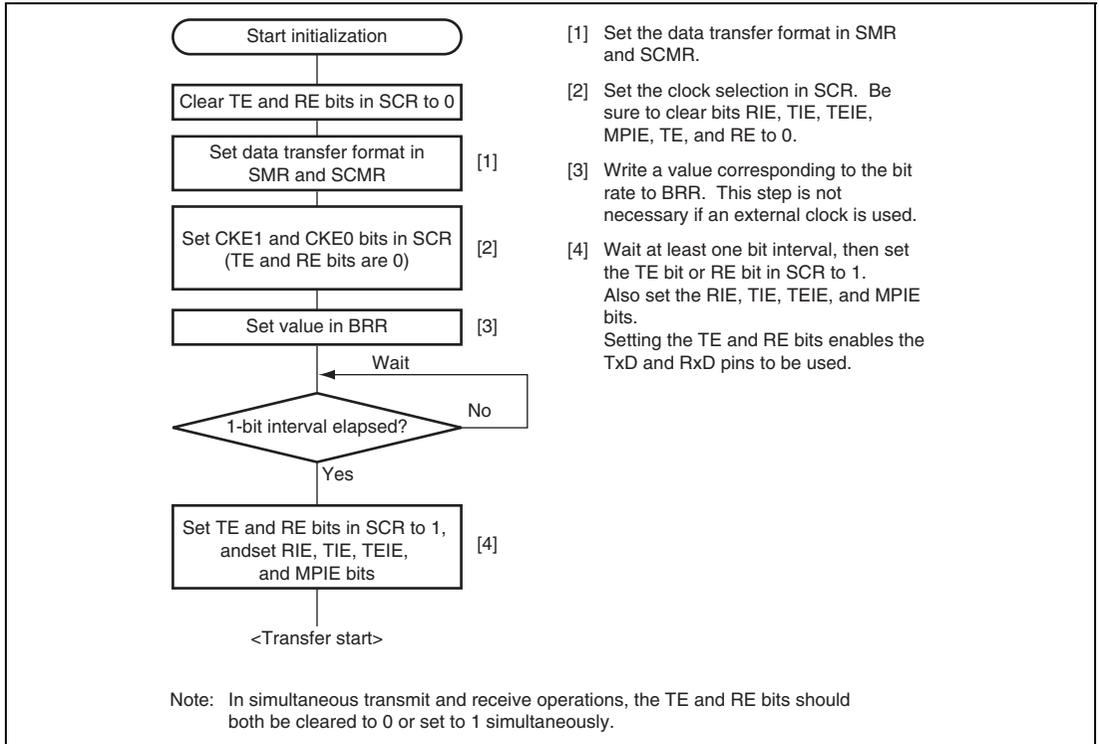 Start initialization
Clear TE and RE bits in SCR to 0
Set data transfer format in
SMR and SCMR
[1]
Set CKE1 and CKE0 bits in SCR
(TE and RE bits are 0)
[2]
Set value in BRR
[3]
Wait
No
1-bit interval elapsed?
Yes
Set TE and RE bits in SCR to 1,
andset RIE, TIE, TEIE,
and MPIE bits
[4]
<Transfer start>
[1] Set the data transfer format in SMR
and SCMR.
[2] Set the clock selection in SCR. Be
sure to clear bits RIE, TIE, TEIE,
MPIE, TE, and RE to 0.
[3] Write a value corresponding to the bit
rate to BRR. This step is not
necessary if an external clock is used.
[4] Wait at least one bit interval, then set
the TE bit or RE bit in SCR to 1.
Also set the RIE, TIE, TEIE, and MPIE
bits.
Setting the TE and RE bits enables the
TxD and RxD pins to be used.
Note: In simultaneous transmit and receive operations, the TE and RE bits should
both be cleared to 0 or set to 1 simultaneously.